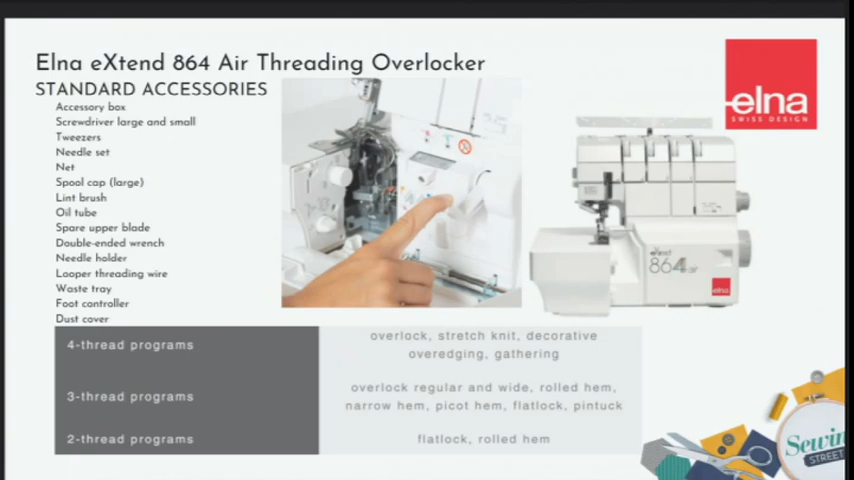 Elna eXtend 864 Air Threading Overlocker
STANDARD ACCESSORIES
Accessory box
Screwdriver large and small
Tweezers
Needle set
Net
Spool cap (large)
Lint brush
Oil tube
Spare upper blade
Double-ended wrench
Needle holder
Looper threading wire
Waste tray
Foot controller
Dust cover
elna
SWISS DESIGN
eXtend
864 air
elna
4-thread programs
overlock, stretch knit, decorative
overedging, gathering
3-thread programs
overlock regular and wide, rolled hem,
narrow hem, picot hem, flatlock, pintuck
2-thread programs
flatlock, rolled hem
Sewin
STREET